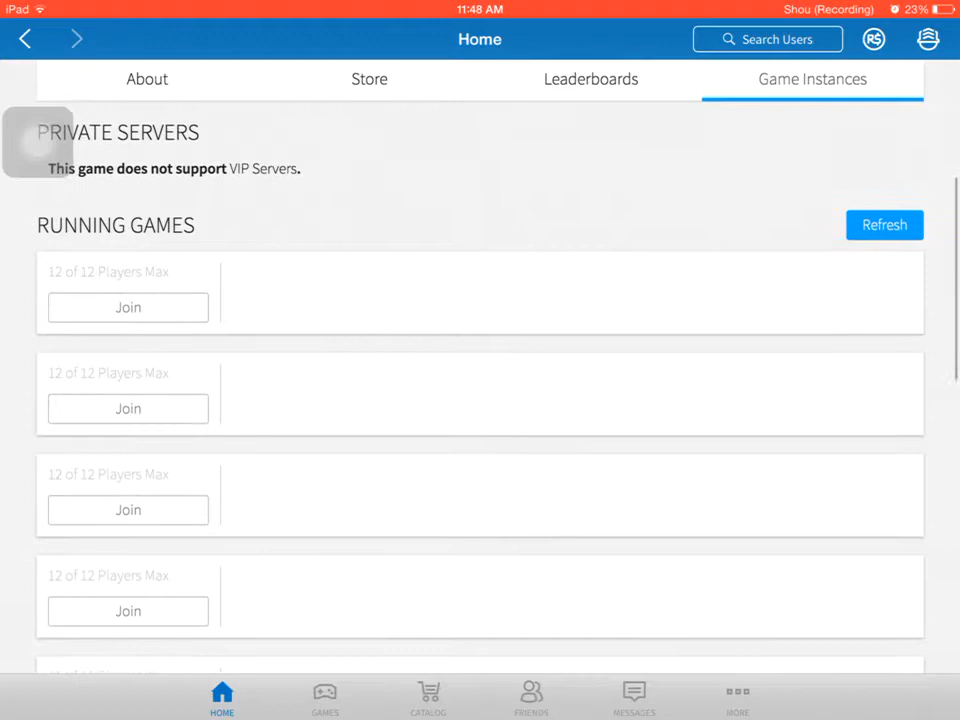 iPad 11:48 AM Shou (Recording) 23%
Home Search Users R$
About Store Leaderboards Game Instances
PRIVATE SERVERS
This game does not support VIP Servers.
RUNNING GAMES Refresh
12 of 12 Players Max
Join
12 of 12 Players Max
Join
12 of 12 Players Max
Join
12 of 12 Players Max
Join
HOME GAMES CATALOG FRIENDS MESSAGES MORE